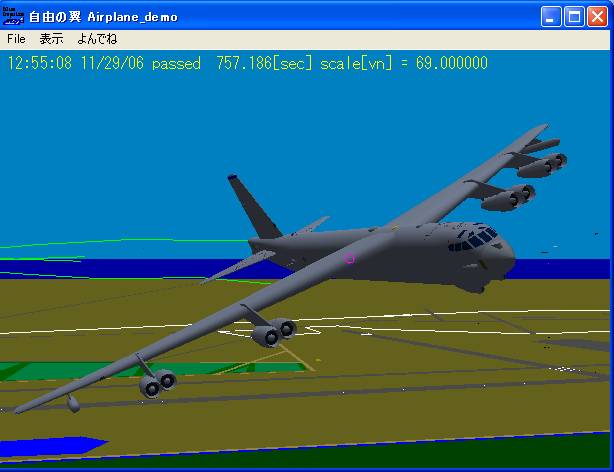 自由の翼 Airplane_demo
File 表示 よんでね
12:55:08 11/29/06 passed 757.186[sec] scale[vn] = 69.000000